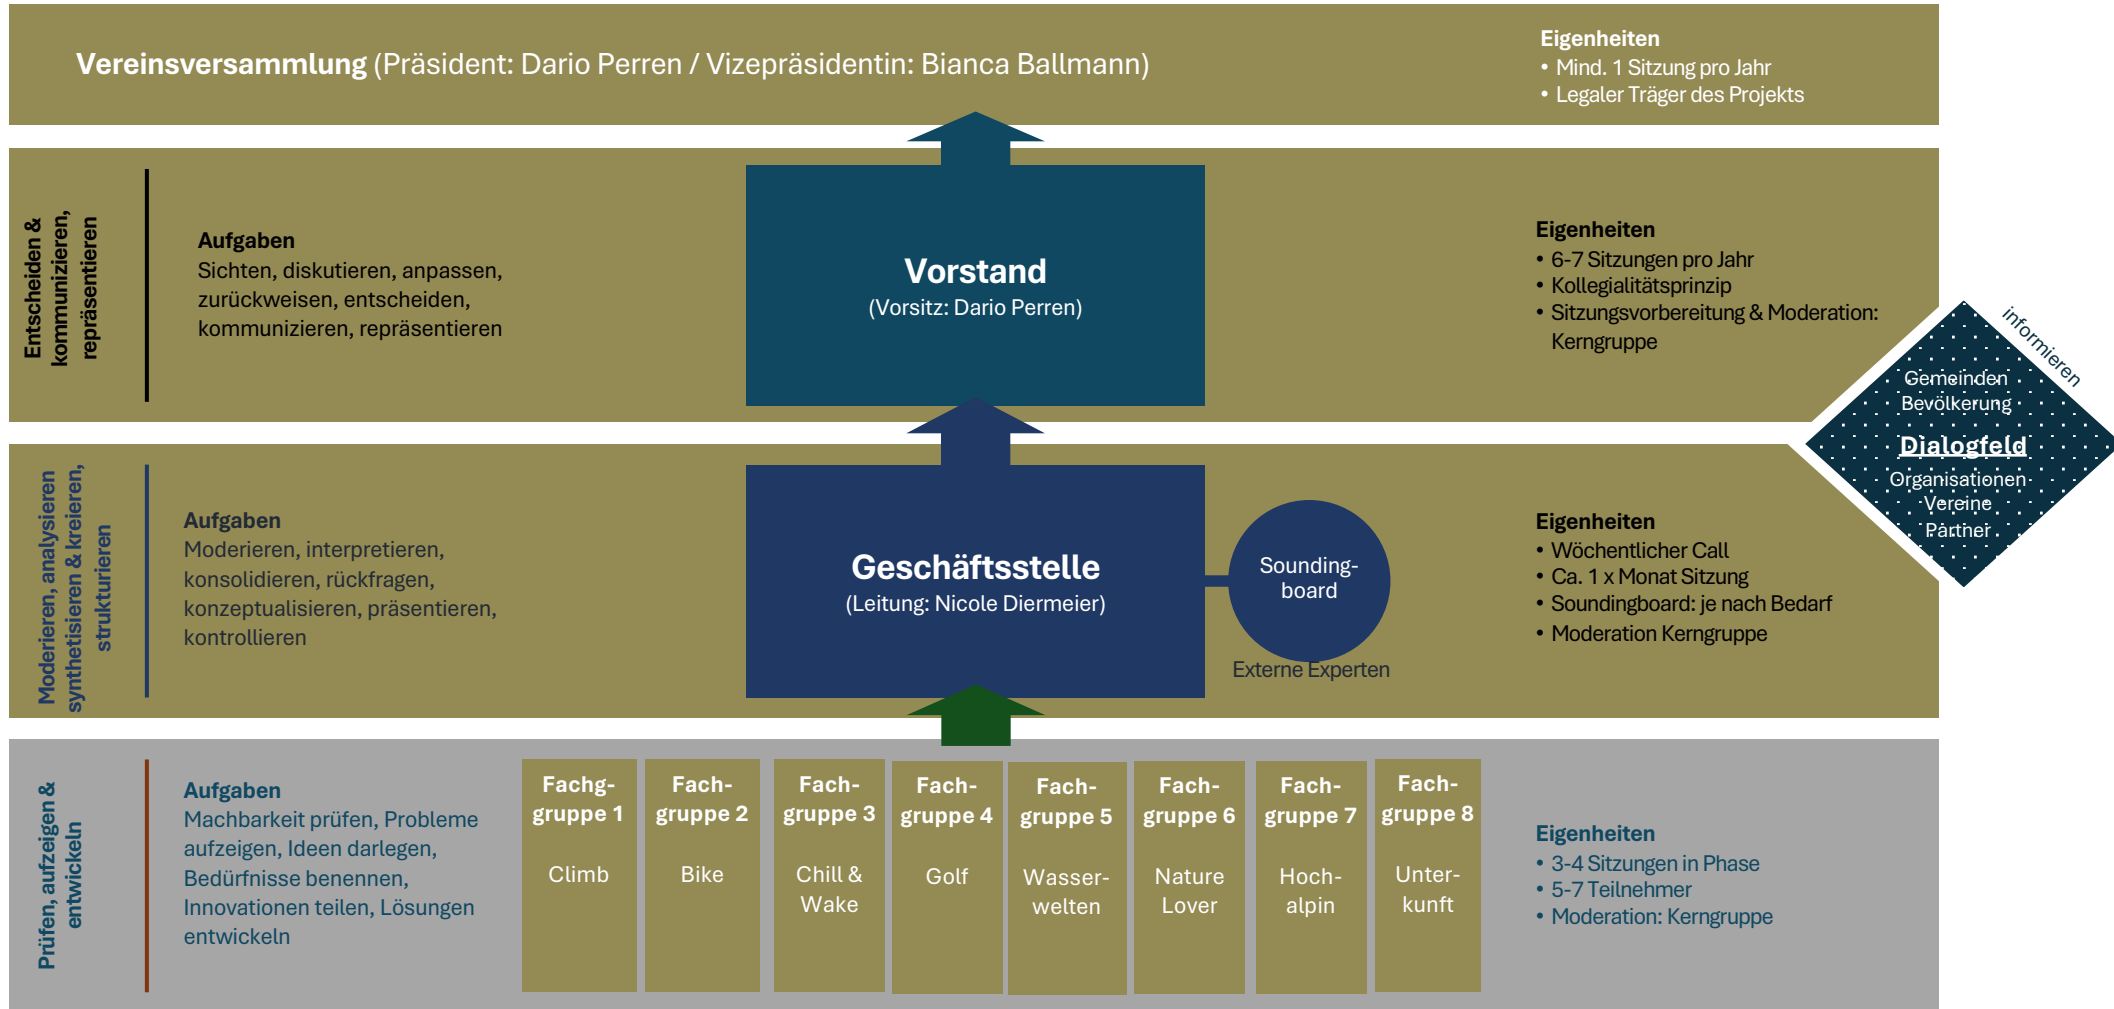 Vereinsversammlung (Präsident: Dario Perren / Vizepräsidentin: Bianca Ballmann)
Eigenheiten
• Mind. 1 Sitzung pro Jahr
• Legaler Träger des Projekts
Entscheiden &
kommunizieren,
repräsentieren
Aufgaben
Sichten, diskutieren, anpassen,
zurückweisen, entscheiden,
kommunizieren, repräsentieren
Vorstand
(Vorsitz: Dario Perren)
Eigenheiten
• 6-7 Sitzungen pro Jahr
• Kollegialitätsprinzip
• Sitzungsvorbereitung & Moderation:
Kerngruppe
informieren
Gemeinden
Bevölkerung
Dialogfeld
Organisationen
Vereine
Partner
Moderieren, analysieren
synthetisieren & kreieren,
strukturieren
Aufgaben
Moderieren, interpretieren,
konsolidieren, rückfragen,
konzeptualisieren, präsentieren,
kontrollieren
Geschäftsstelle
(Leitung: Nicole Diermeier)
Sounding-
board
Externe Experten
Eigenheiten
• Wöchentlicher Call
• Ca. 1 x Monat Sitzung
• Soundingboard: je nach Bedarf
• Moderation Kerngruppe
Prüfen, aufzeigen &
entwickeln
Aufgaben
Machbarkeit prüfen, Probleme
aufzeigen, Ideen darlegen,
Bedürfnisse benennen,
Innovationen teilen, Lösungen
entwickeln
Fachg-
gruppe 1
Climb
Fach-
gruppe 2
Bike
Fach-
gruppe 3
Chill &
Wake
Fach-
gruppe 4
Golf
Fach-
gruppe 5
Wasser-
welten
Fach-
gruppe 6
Nature
Lover
Fach-
gruppe 7
Hoch-
alpin
Fach-
gruppe 8
Unter-
kunft
Eigenheiten
• 3-4 Sitzungen in Phase
• 5-7 Teilnehmer
• Moderation: Kerngruppe